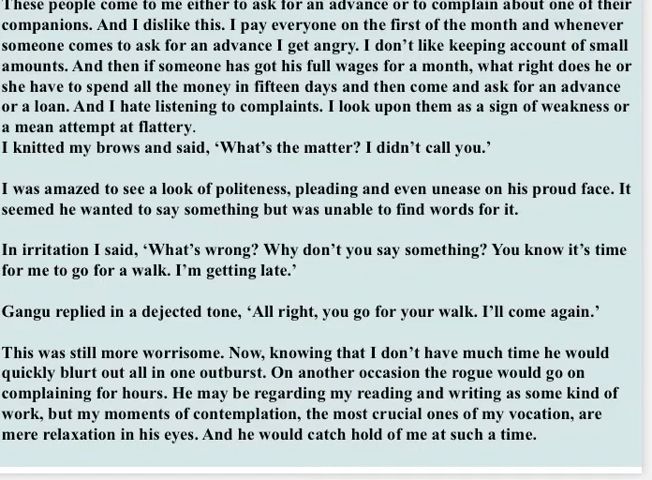 These people come to me either to ask for an advance or to complain about one of their
companions. And I dislike this. I pay everyone on the first of the month and whenever
someone comes to ask for an advance I get angry. I don’t like keeping account of small
amounts. And then if someone has got his full wages for a month, what right does he or
she have to spend all the money in fifteen days and then come and ask for an advance
or a loan. And I hate listening to complaints. I look upon them as a sign of weakness or
a mean attempt at flattery.
I knitted my brows and said, ‘What’s the matter? I didn’t call you.’
I was amazed to see a look of politeness, pleading and even unease on his proud face. It
seemed he wanted to say something but was unable to find words for it.
In irritation I said, ‘What’s wrong? Why don’t you say something? You know it’s time
for me to go for a walk. I’m getting late.’
Gangu replied in a dejected tone, ‘All right, you go for your walk. I’ll come again.’
This was still more worrisome. Now, knowing that I don’t have much time he would
quickly blurt out all in one outburst. On another occasion the rogue would go on
complaining for hours. He may be regarding my reading and writing as some kind of
work, but my moments of contemplation, the most crucial ones of my vocation, are
mere relaxation in his eyes. And he would catch hold of me at such a time.